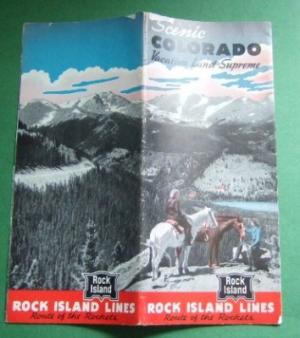 Scenic
COLORADO
Vacation Land Supreme
Rock
Island
ROCK ISLAND LINES
Route of the Rockets
Rock
Island
ROCK ISLAND LINES
Route of the Rockets